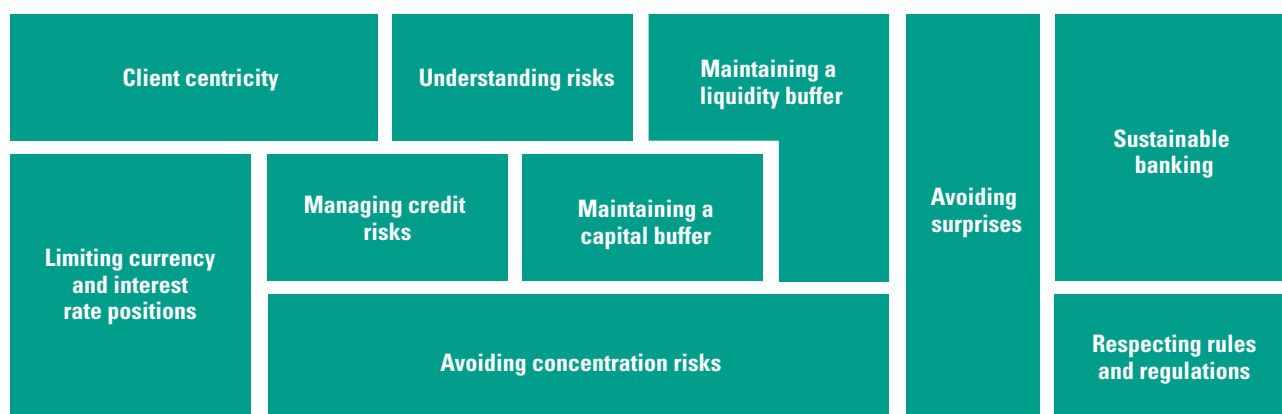 Client centricity
Understanding risks
Maintaining a
liquidity buffer
Avoiding
surprises
Sustainable
banking
Limiting currency
and interest
rate positions
Managing credit
risks
Maintaining a
capital buffer
Avoiding concentration risks
Respecting rules
and regulations